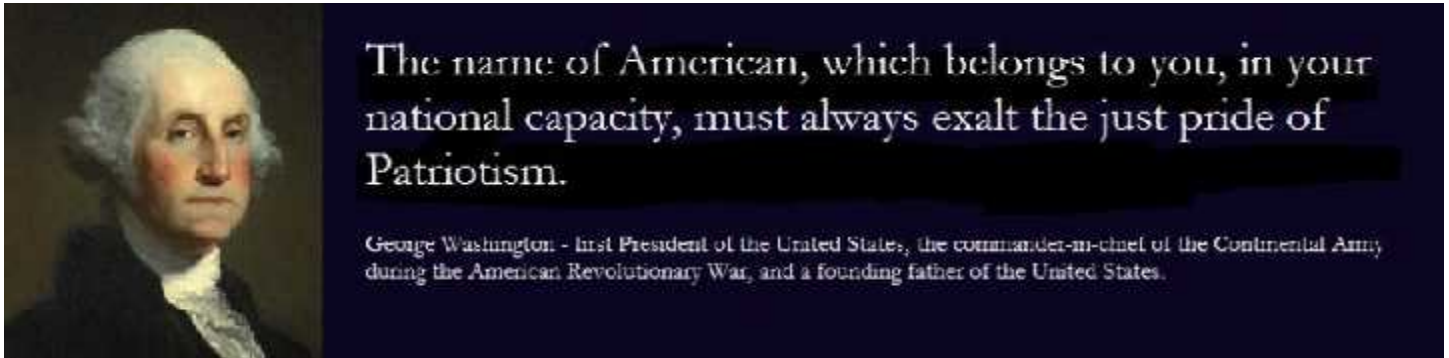 The name of American, which belongs to you, in your
national capacity, must always exalt the just pride of
Patriotism.
George Washington - first President of the United States, the commander-in-chief of the Continental Army
during the American Revolutionary War, and a founding father of the United States.